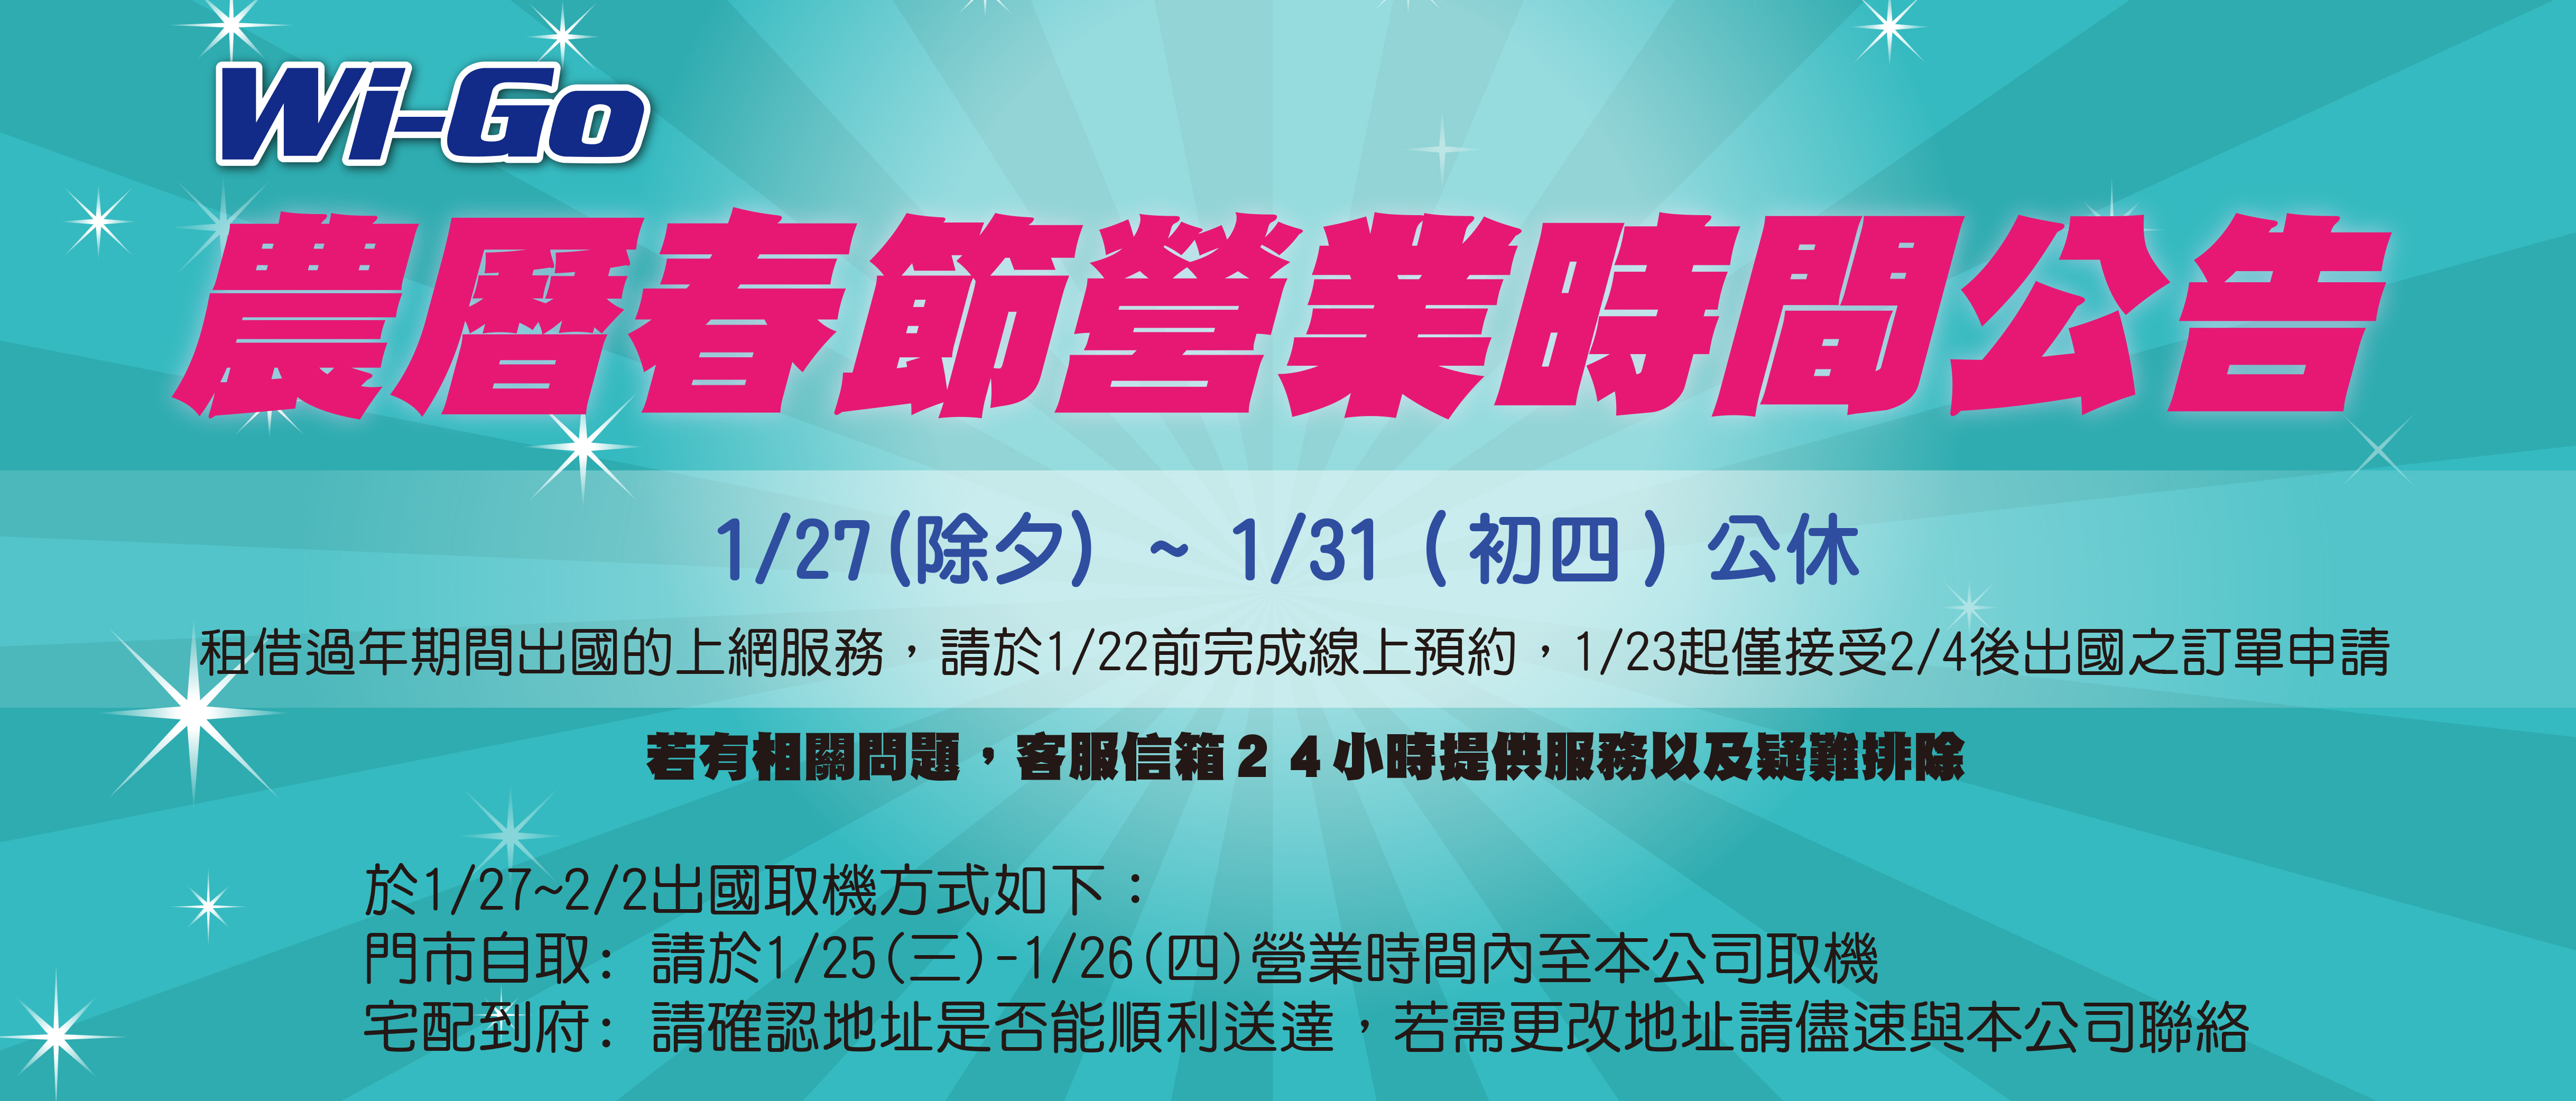 Wi-Go
農曆春節營業時間公告
1/27(除夕) ~ 1/31 ( 初四 ) 公休
租借過年期間出國的上網服務，請於1/22前完成線上預約，1/23起僅接受2/4後出國之訂單申請
若有相關問題，客服信箱２４小時提供服務以及疑難排除
於1/27~2/2出國取機方式如下：
門市自取: 請於1/25(三)-1/26(四)營業時間內至本公司取機
宅配到府: 請確認地址是否能順利送達，若需更改地址請儘速與本公司聯絡